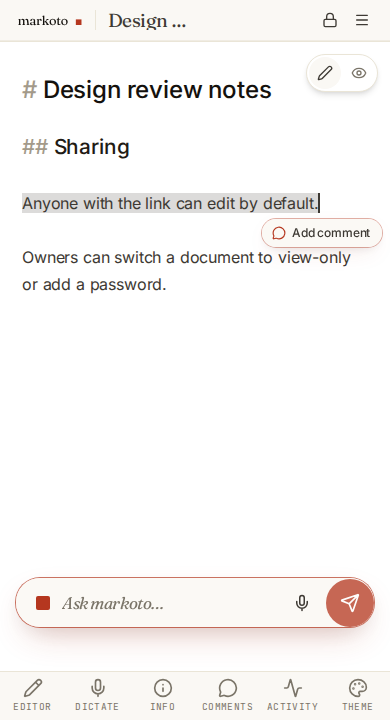 markoto
Design ...
# Design review notes
## Sharing
Anyone with the link can edit by default.
Add comment
Owners can switch a document to view-only
or add a password.
Ask markoto...
EDITOR DICTATE INFO COMMENTS ACTIVITY THEME